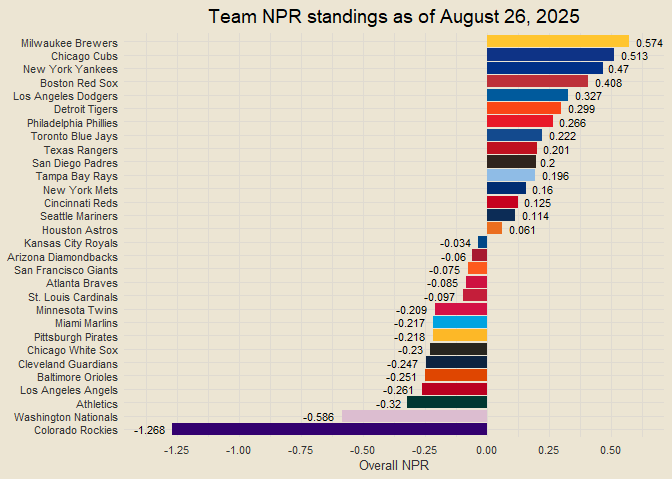 Team NPR standings as of August 26, 2025
Milwaukee Brewers 0.574
Chicago Cubs 0.513
New York Yankees 0.47
Boston Red Sox 0.408
Los Angeles Dodgers 0.327
Detroit Tigers 0.299
Philadelphia Phillies 0.266
Toronto Blue Jays 0.222
Texas Rangers 0.201
San Diego Padres 0.2
Tampa Bay Rays 0.196
New York Mets 0.16
Cincinnati Reds 0.125
Seattle Mariners 0.114
Houston Astros 0.061
Kansas City Royals -0.034
Arizona Diamondbacks -0.06
San Francisco Giants -0.075
Atlanta Braves -0.085
St. Louis Cardinals -0.097
Minnesota Twins -0.209
Miami Marlins -0.217
Pittsburgh Pirates -0.218
Chicago White Sox -0.23
Cleveland Guardians -0.247
Baltimore Orioles -0.251
Los Angeles Angels -0.261
Athletics -0.32
Washington Nationals -0.586
Colorado Rockies -1.268
-1.25 -1.00 -0.75 -0.50 -0.25 0.00 0.25 0.50
Overall NPR